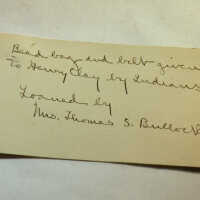 Bead bag and belt given
To Henry Clay by Indians
Loaned by
Mrs. Thomas S. Bullock